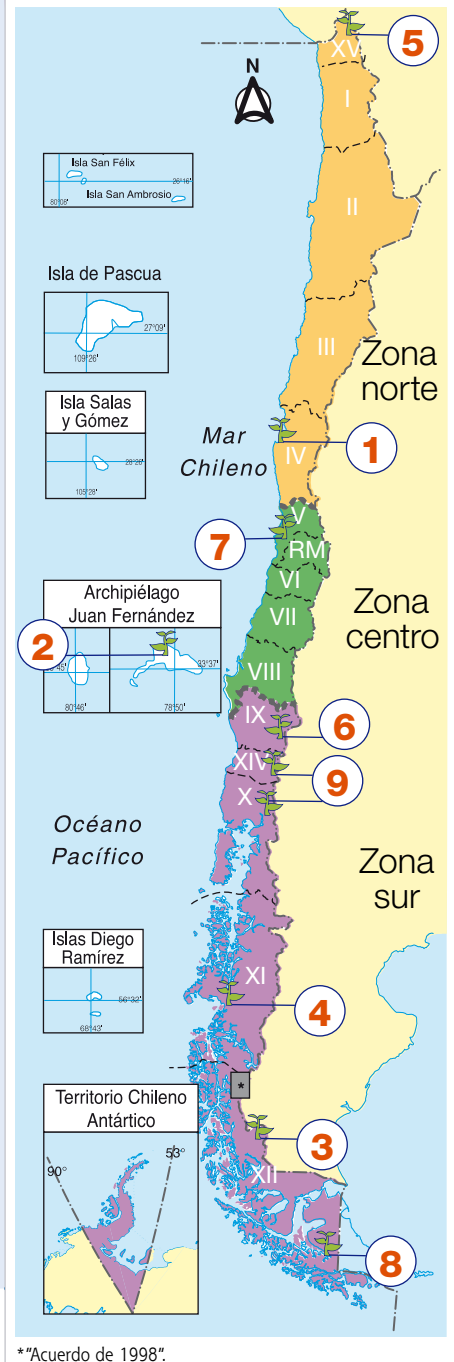 5
XV
N
I
Isla San Félix
26°16'
Isla San Ambrosio
80°08'
II
Isla de Pascua
27°09'
109°26'
III
Zona
norte
Isla Salas
y Gómez
26°28'
105°28'
Mar
Chileno
IV
1
V
7
RM
VI
Archipiélago
Juan Fernández
VII
Zona
centro
2
33°37'
80°46'
78°50'
VIII
IX
6
XIV
9
X
Océano
Pacífico
Zona
sur
Islas Diego
Ramírez
56°32'
68°43'
XI
4
*
Territorio Chileno
Antártico
90°
53°
3
XII
8
*"Acuerdo de 1998".